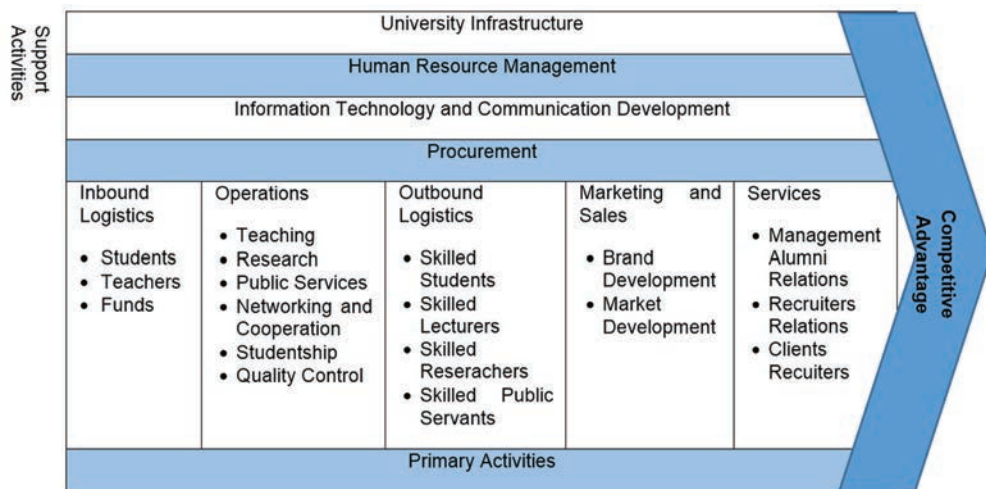 Support
Activities
University Infrastructure
Human Resource Management
Information Technology and Communication Development
Procurement
Inbound
Logistics
• Students
• Teachers
• Funds
Operations
• Teaching
• Research
• Public Services
• Networking and
Cooperation
• Studentship
• Quality Control
Outbound
Logistics
• Skilled
Students
• Skilled
Lecturers
• Skilled
Reserachers
• Skilled Public
Servants
Marketing and
Sales
• Brand
Development
• Market
Development
Services
• Management
Alumni
Relations
• Recruiters
Relations
• Clients
Recuiters
Competitive
Advantage
Primary Activities